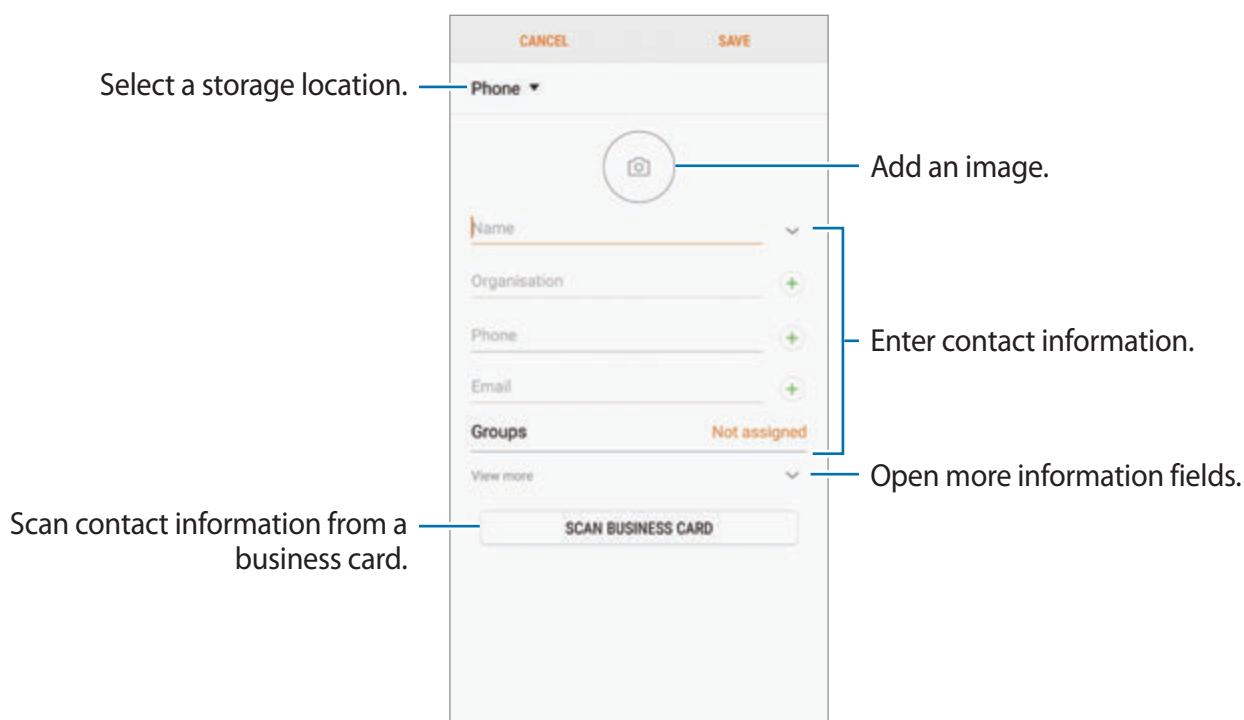 CANCEL SAVE
Select a storage location.
Phone
Add an image.
Name
Organisation
Phone
Enter contact information.
Email
Groups Not assigned
View more
Open more information fields.
Scan contact information from a
business card.
SCAN BUSINESS CARD